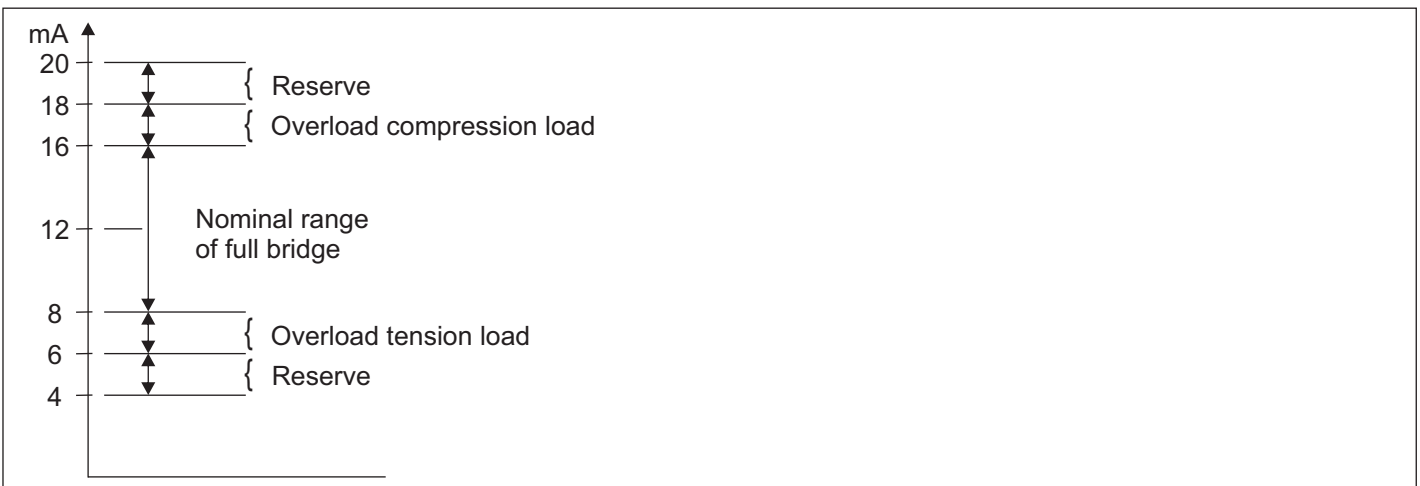 mA
20
{ Reserve
18
{ Overload compression load
16
Nominal range
12
of full bridge
8
{ Overload tension load
6
{ Reserve
4